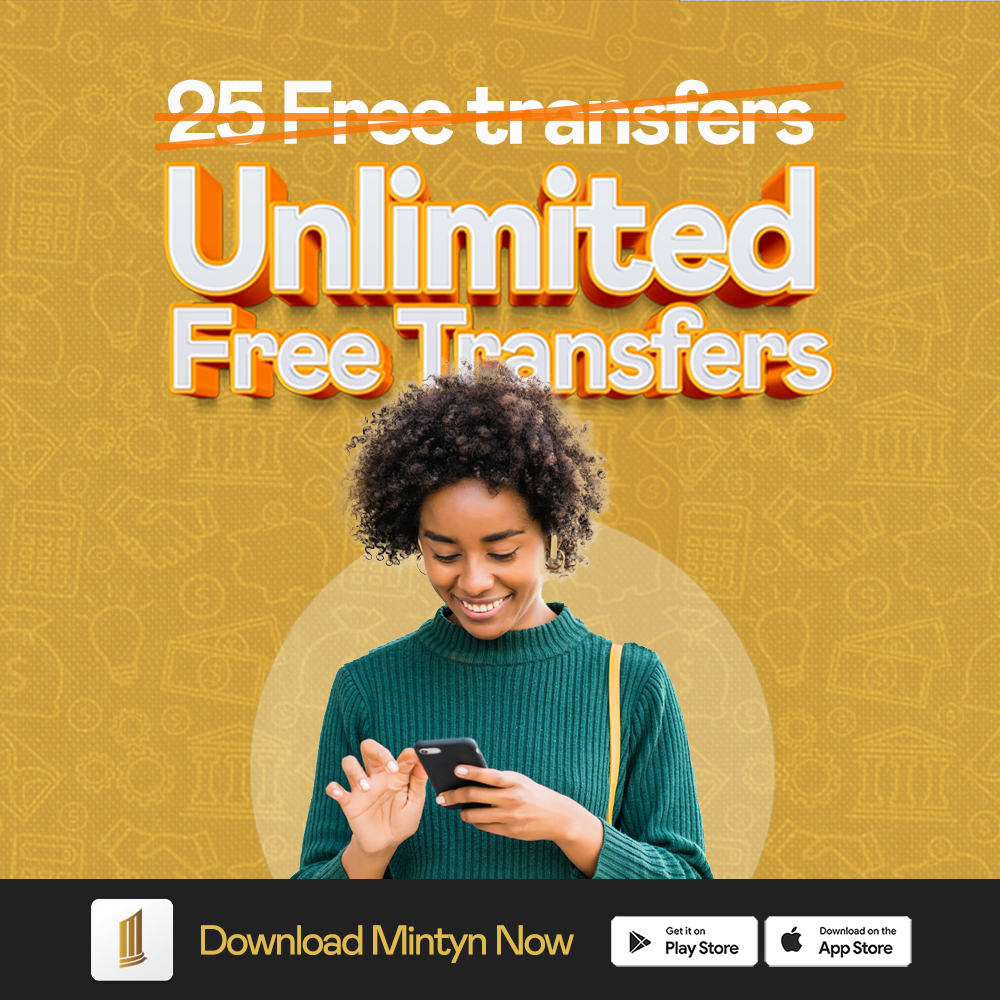 25 Free transfers
Unlimited
Free Transfers
Download Mintyn Now
Get it on
Play Store
Download on the
App Store